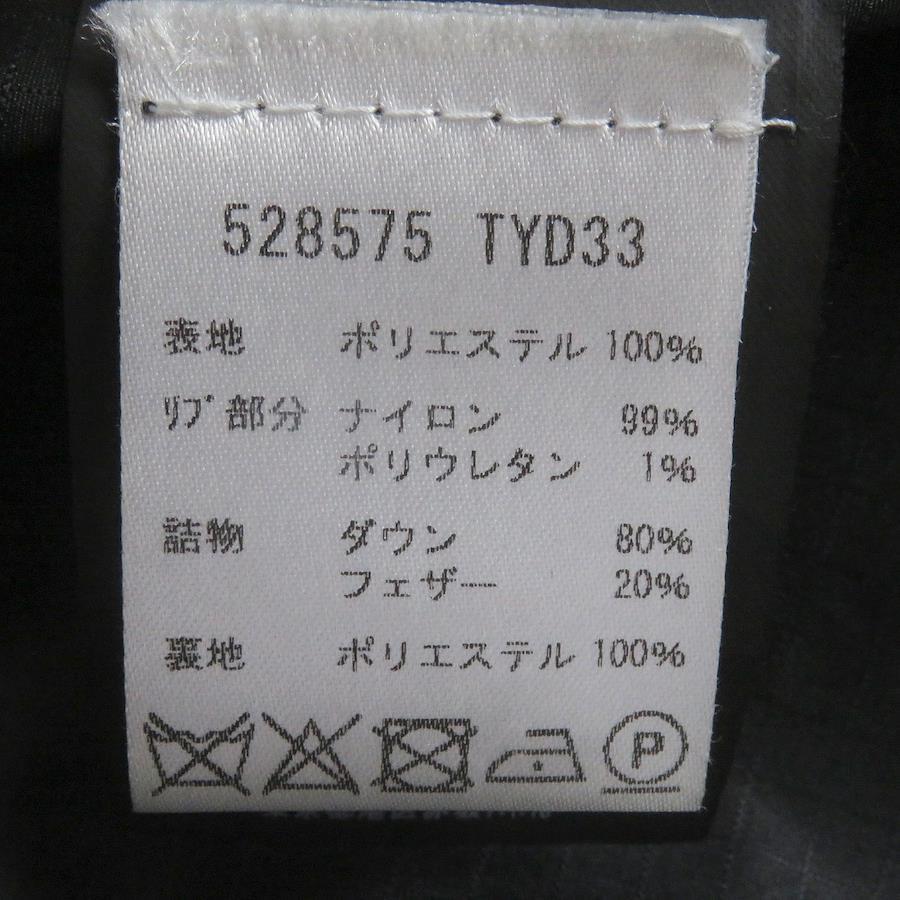 528575 TYD33
表地 ポリエステル 100%
リブ部分 ナイロン 99%
ポリウレタン 1%
詰物 ダウン 80%
フェザー 20%
裏地 ポリエステル 100%
P